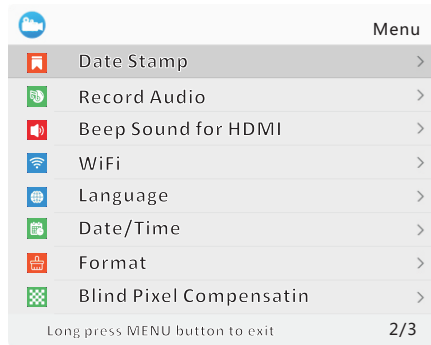 Menu
Date Stamp
Record Audio
Beep Sound for HDMI
WiFi
Language
Date/Time
Format
Blind Pixel Compensatin
Long press MENU button to exit 2/3